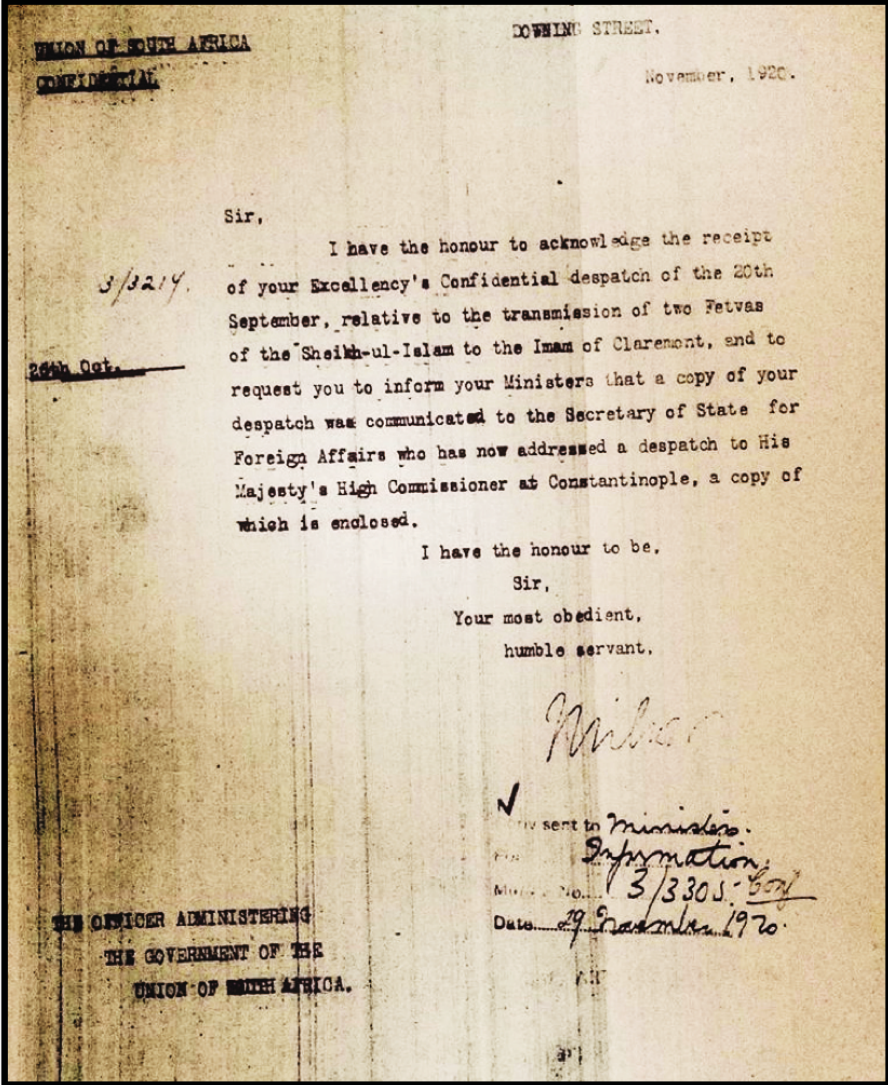 DOWNING STREET.
UNION OF SOUTH AFRICA
CONFIDENTIAL
November, 1920.
Sir,
I have the honour to acknowledge the receipt
3/3214.
of your Excellency's Confidential despatch of the 20th
September, relative to the transmission of two Fetvas
of the Sheikh-ul-Islam to the Imam of Claremont, and to
26th Oct.
request you to inform your Ministers that a copy of your
despatch was communicated to the Secretary of State for
Foreign Affairs who has now addressed a despatch to His
Majesty's High Commissioner at Constantinople, a copy of
which is enclosed.
I have the honour to be,
Sir,
Your most obedient,
humble servant,
Milner
sent to Ministers.
For Information.
No. 3/3305. Conf
Date 29 November 1920.
THE OFFICER ADMINISTERING
THE GOVERNMENT OF THE
UNION OF SOUTH AFRICA.